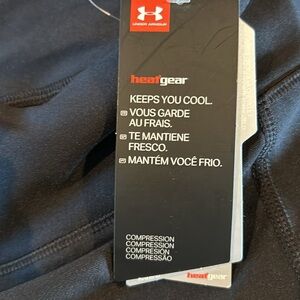 UNDER ARMOUR
heatgear
KEEPS YOU COOL.
VOUS GARDE
AU FRAIS.
TE MANTIENE
FRESCO.
MANTÉM VOCÊ FRIO.
COMPRESSION
COMPRESSION
COMPRESIÓN
COMPRESSÃO
heatgear